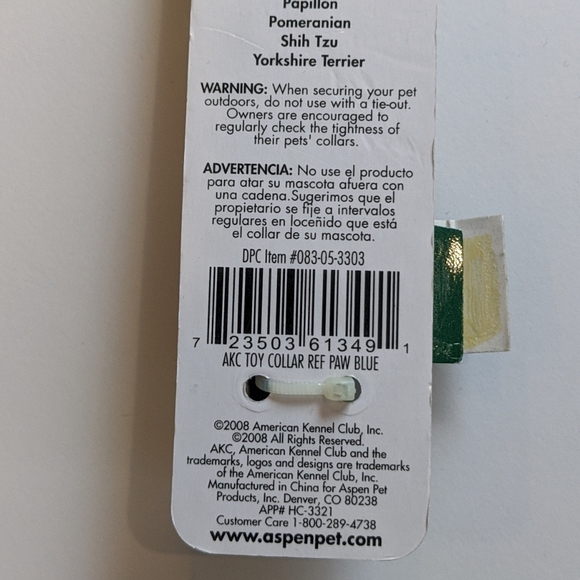 Papillon
Pomeranian
Shih Tzu
Yorkshire Terrier
WARNING: When securing your pet
outdoors, do not use with a tie-out.
Owners are encouraged to
regularly check the tightness of
their pets' collars.
ADVERTENCIA: No use el producto
para atar su mascota afuera con
una cadena.Sugerimos que el
propietario se fije a intervalos
regulares en loceñido que está
el collar de su mascota.
DPC Item #083-05-3303
7 23503 61349 1
AKC TOY COLLAR REF PAW BLUE
©2008 American Kennel Club, Inc.
©2008 All Rights Reserved.
AKC, American Kennel Club and the
trademarks, logos and designs are trademarks
of the American Kennel Club, Inc.
Manufactured in China for Aspen Pet
Products, Inc. Denver, CO 80238
APP# HC-3321
Customer Care 1-800-289-4738
www.aspenpet.com